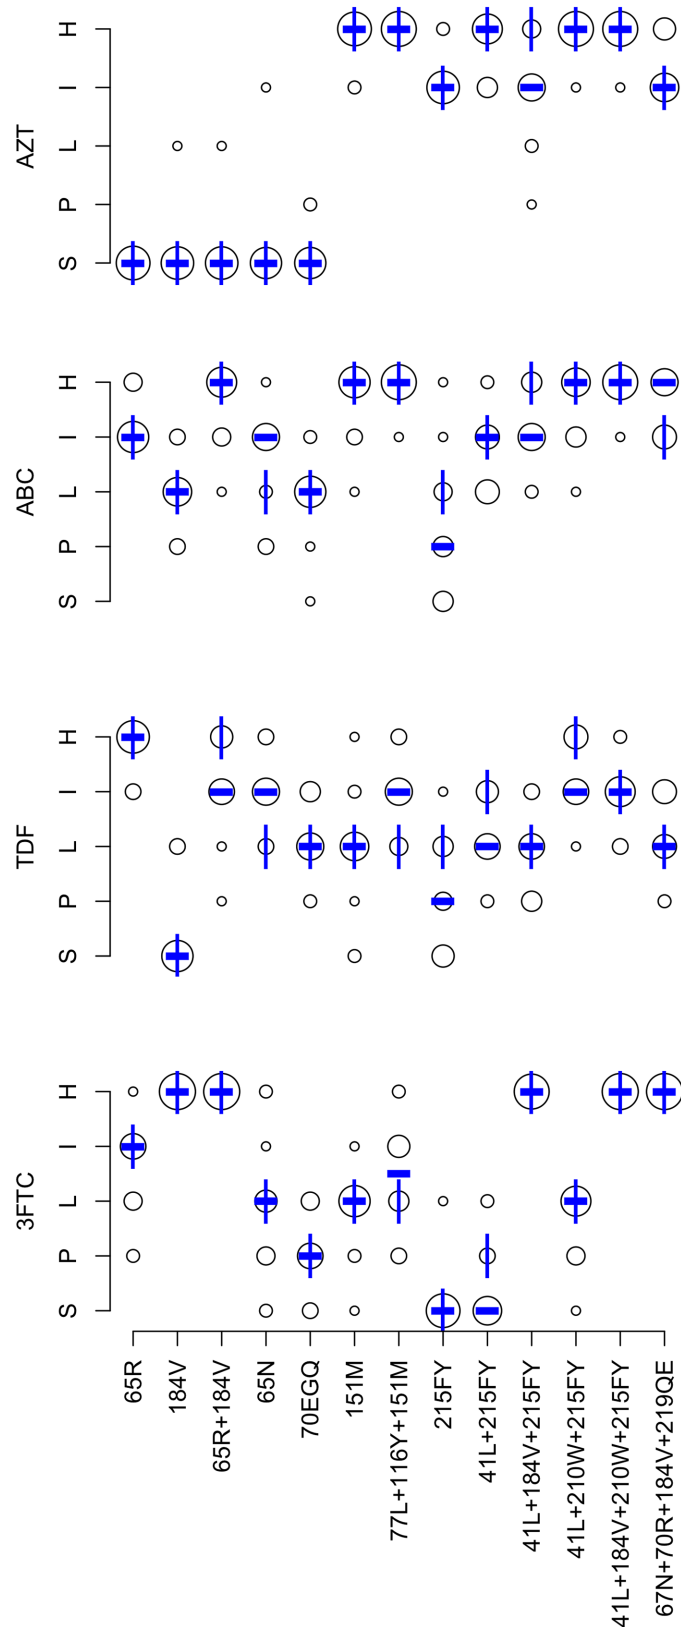 AZT
H
I
L
P
S
ABC
H
I
L
P
S
TDF
H
I
L
P
S
3FTC
H
I
L
P
S
65R
184V
65R+184V
65N
70EGQ
151M
77L+116Y+151M
215FY
41L+215FY
41L+184V+215FY
41L+210W+215FY
41L+184V+210W+215FY
67N+70R+184V+219QE